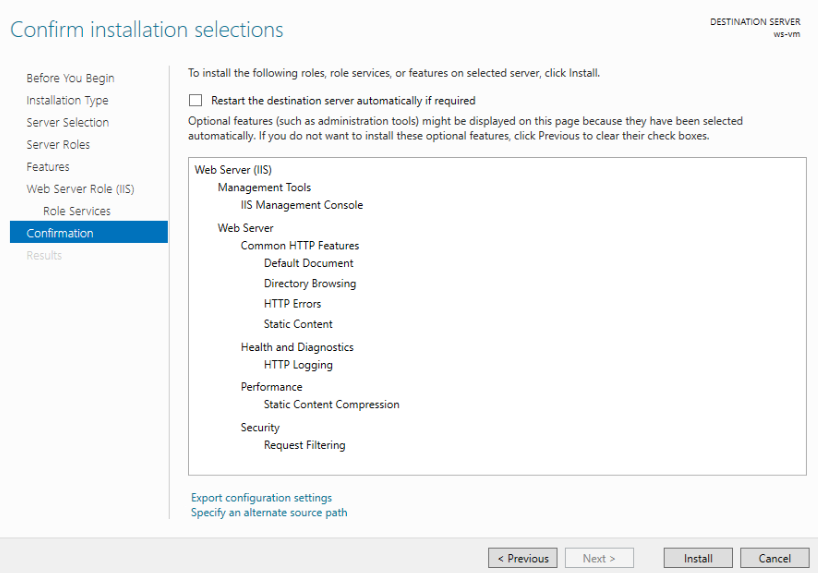 Confirm installation selections
DESTINATION SERVER
ws-vm
Before You Begin
Installation Type
Server Selection
Server Roles
Features
Web Server Role (IIS)
Role Services
Confirmation
Results
To install the following roles, role services, or features on selected server, click Install.
Restart the destination server automatically if required
Optional features (such as administration tools) might be displayed on this page because they have been selected
automatically. If you do not want to install these optional features, click Previous to clear their check boxes.
Web Server (IIS)
Management Tools
IIS Management Console
Web Server
Common HTTP Features
Default Document
Directory Browsing
HTTP Errors
Static Content
Health and Diagnostics
HTTP Logging
Performance
Static Content Compression
Security
Request Filtering
Export configuration settings
Specify an alternate source path
< Previous
Next >
Install
Cancel